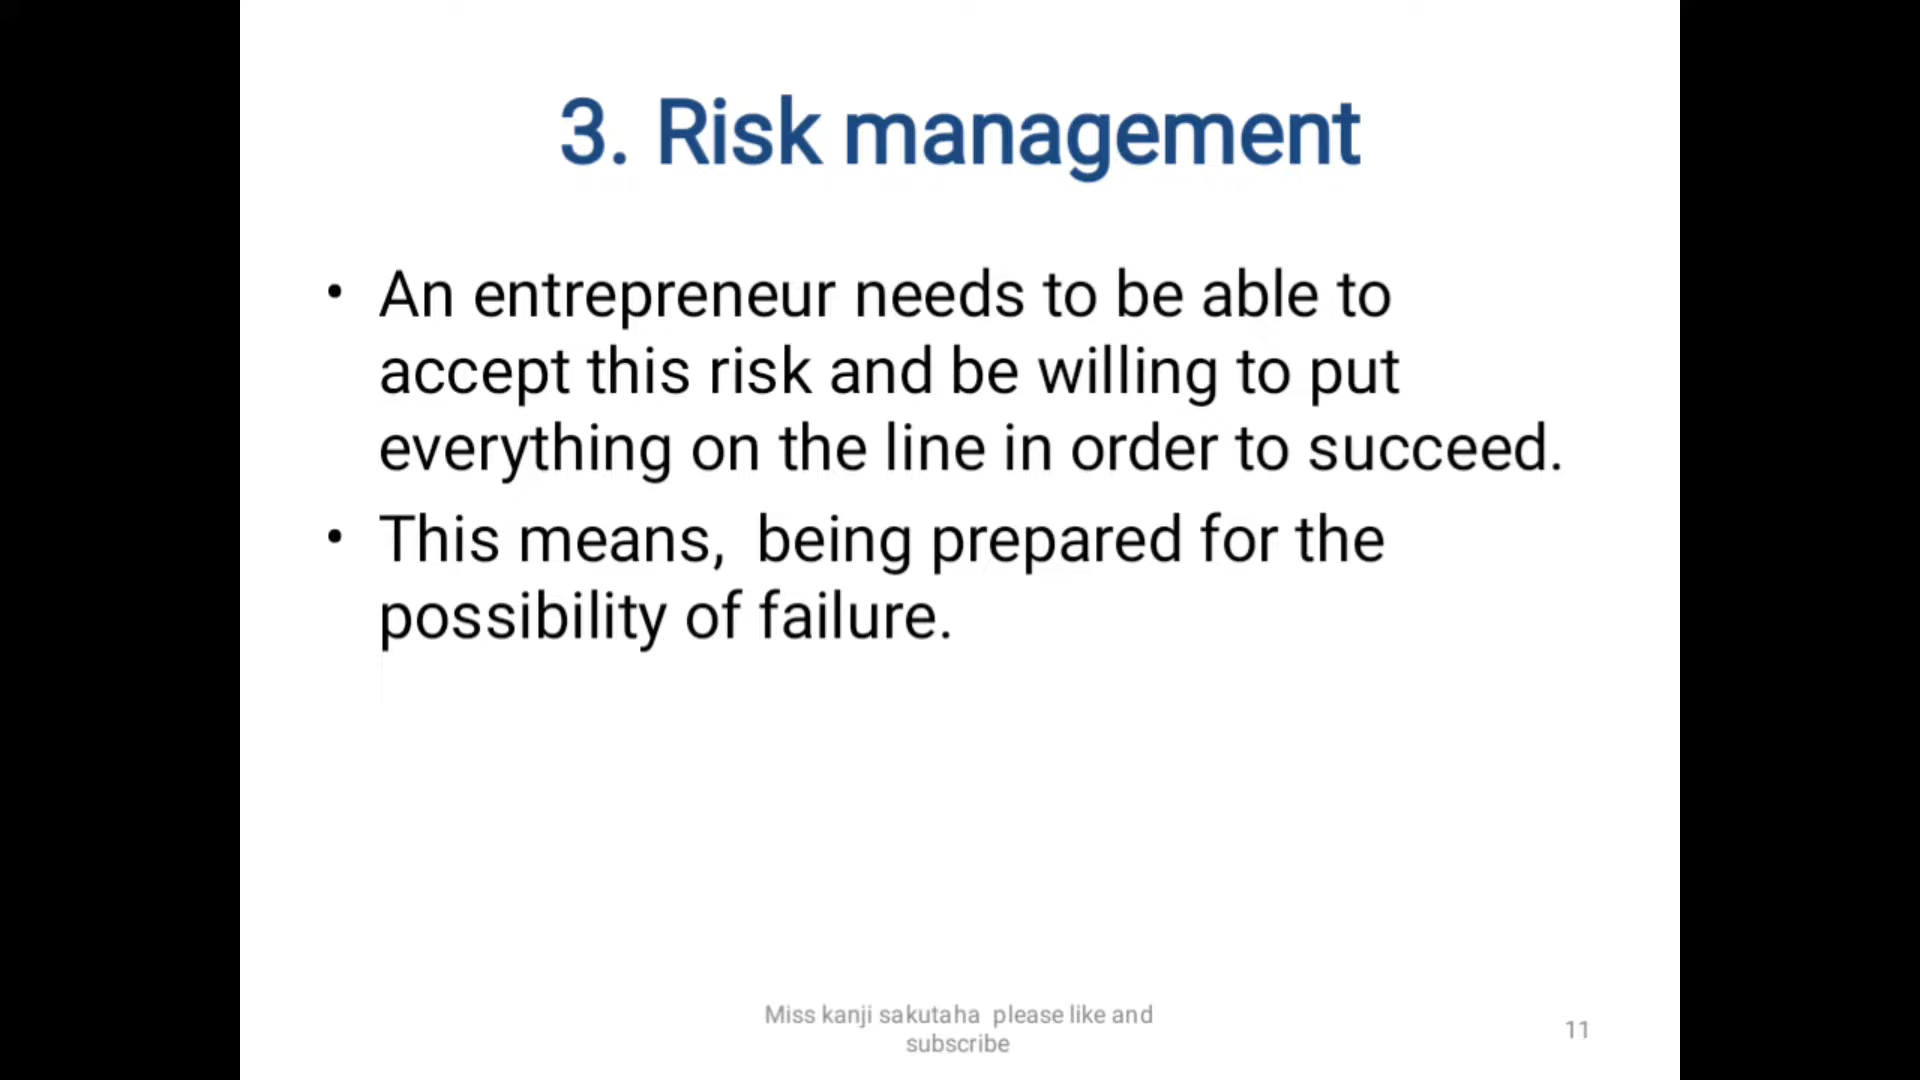 3. Risk management
• An entrepreneur needs to be able to
accept this risk and be willing to put
everything on the line in order to succeed.
• This means,  being prepared for the
possibility of failure.
Miss kanji sakutaha  please like and
subscribe
11